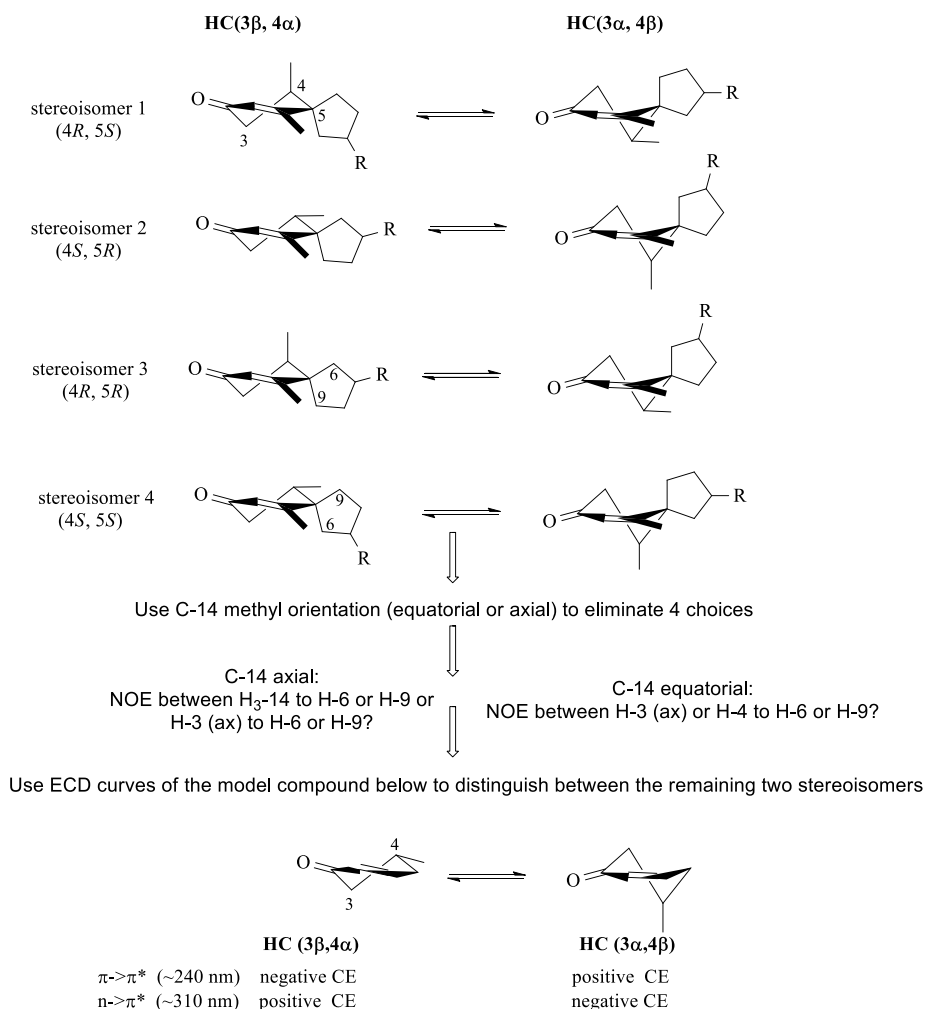 HC(3β, 4α) HC(3α, 4β)
stereoisomer 1
(4R, 5S)
O
4
5
3
R
O
R
stereoisomer 2
(4S, 5R)
O
R
O
R
stereoisomer 3
(4R, 5R)
O
6
9
R
O
R
stereoisomer 4
(4S, 5S)
O
9
6
R
O
R
Use C-14 methyl orientation (equatorial or axial) to eliminate 4 choices
C-14 axial:
NOE between H₃-14 to H-6 or H-9 or
H-3 (ax) to H-6 or H-9?
C-14 equatorial:
NOE between H-3 (ax) or H-4 to H-6 or H-9?
Use ECD curves of the model compound below to distinguish between the remaining two stereoisomers
O
4
3
O
HC (3β,4α) HC (3α,4β)
π->π* (~240 nm) negative CE positive CE
n->π* (~310 nm) positive CE negative CE